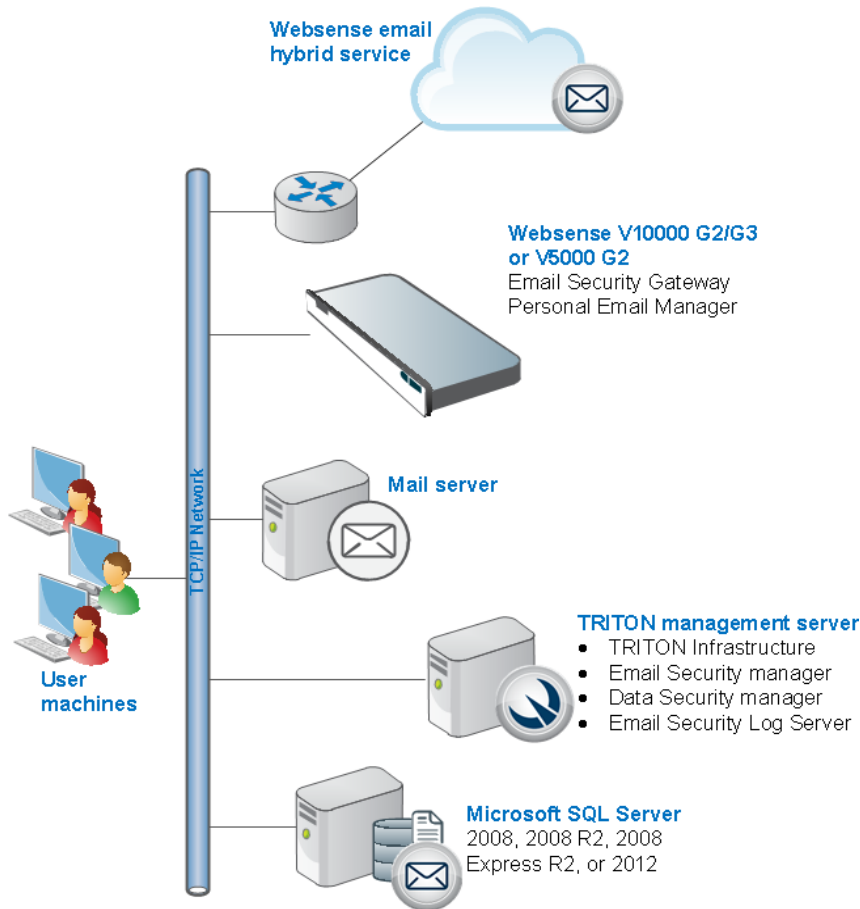 Websense email
hybrid service
Websense V10000 G2/G3
or V5000 G2
Email Security Gateway
Personal Email Manager
Mail server
TCP/IP Network
User
machines
TRITON management server
• TRITON Infrastructure
• Email Security manager
• Data Security manager
• Email Security Log Server
Microsoft SQL Server
2008, 2008 R2, 2008
Express R2, or 2012